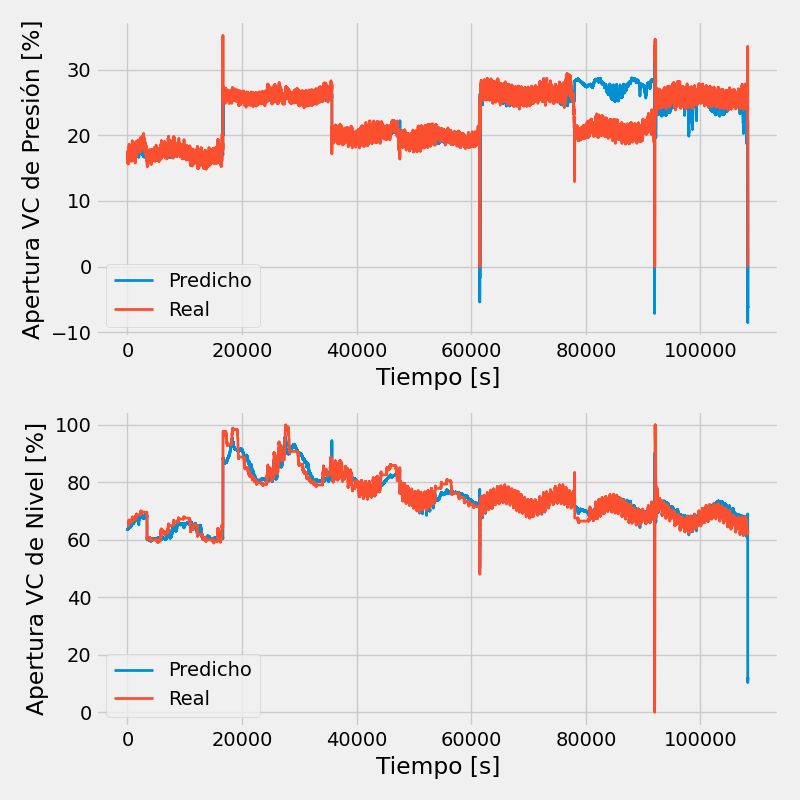 Apertura VC de Presión [%]
30
20
10
0
−10
Predicho
Real
0 20000 40000 60000 80000 100000
Tiempo [s]
Apertura VC de Nivel [%]
100
80
60
40
20
0
Predicho
Real
0 20000 40000 60000 80000 100000
Tiempo [s]